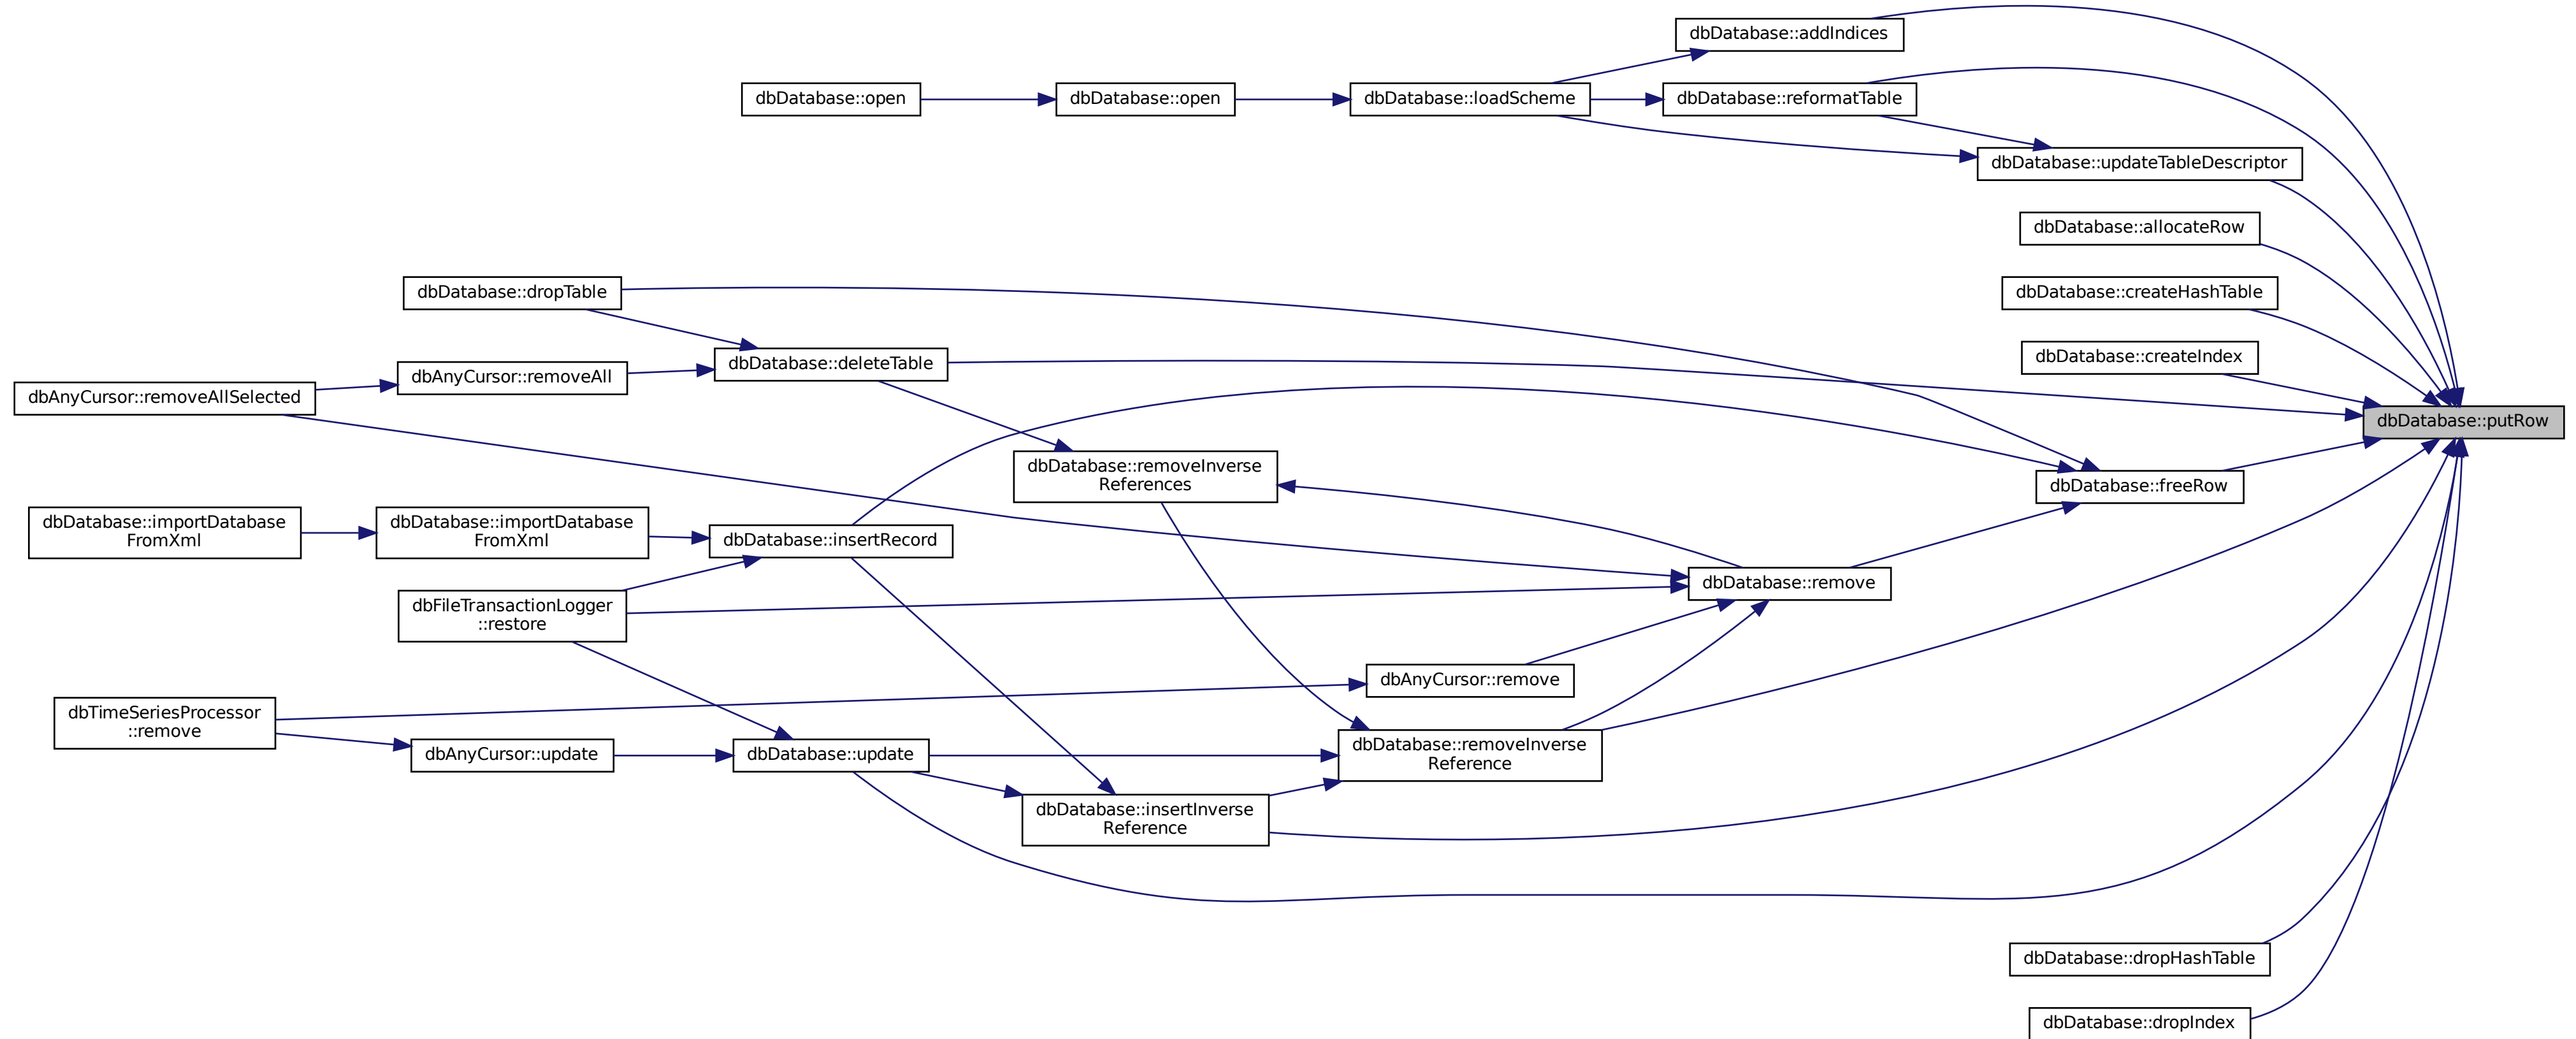 dbDatabase::addIndices
dbDatabase::open
dbDatabase::open
dbDatabase::loadScheme
dbDatabase::reformatTable
dbDatabase::updateTableDescriptor
dbDatabase::allocateRow
dbDatabase::createHashTable
dbDatabase::dropTable
dbDatabase::createIndex
dbDatabase::deleteTable
dbAnyCursor::removeAll
dbAnyCursor::removeAllSelected
dbDatabase::putRow
dbDatabase::removeInverse
References
dbDatabase::freeRow
dbDatabase::importDatabase
FromXml
dbDatabase::importDatabase
FromXml
dbDatabase::insertRecord
dbDatabase::remove
dbFileTransactionLogger
::restore
dbAnyCursor::remove
dbTimeSeriesProcessor
::remove
dbAnyCursor::update
dbDatabase::update
dbDatabase::removeInverse
Reference
dbDatabase::insertInverse
Reference
dbDatabase::dropHashTable
dbDatabase::dropIndex